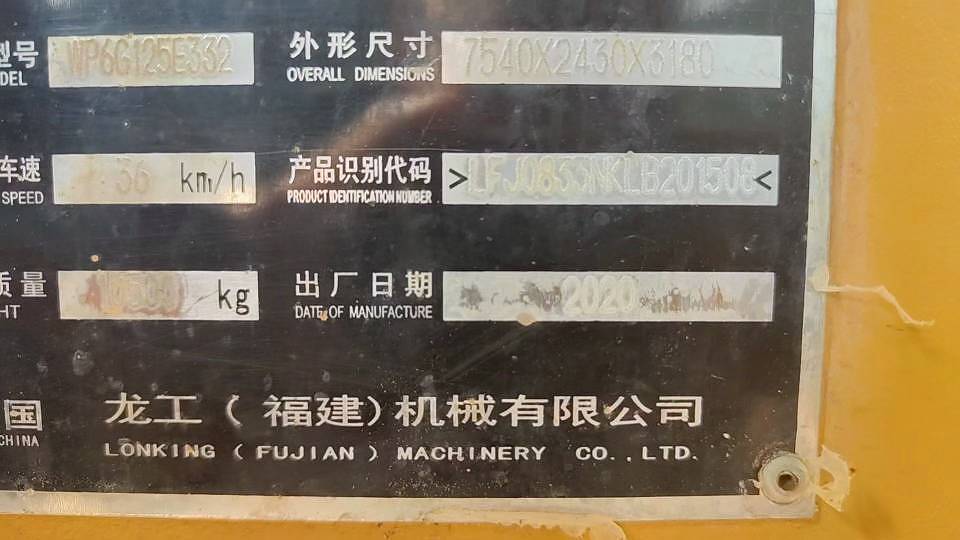 型号 WP6G125E332 外形尺寸 7540X2430X3180
DEL OVERALL DIMENSIONS
车速 36 km/h 产品识别代码 >LFJ0833NKLB201508<
SPEED PRODUCT IDENTIFICATION NUMBER
质量 kg 出厂日期 2020
HT DATE OF MANUFACTURE
国 龙工（福建）机械有限公司
CHINA LONKING ( FUJIAN ) MACHINERY CO.,LTD.